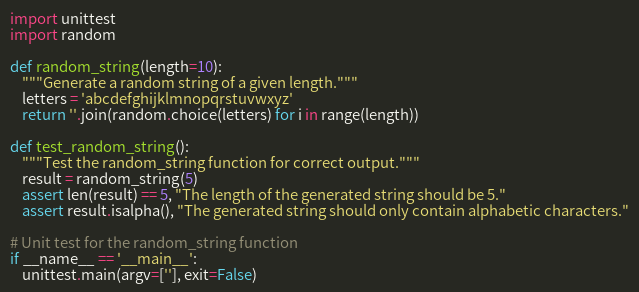 import unittest
import random
def random_string(length=10):
"""Generate a random string of a given length."""
letters = 'abcdefghijklmnopqrstuvwxyz'
return ''.join(random.choice(letters) for i in range(length))
def test_random_string():
"""Test the random_string function for correct output."""
result = random_string(5)
assert len(result) == 5, "The length of the generated string should be 5."
assert result.isalpha(), "The generated string should only contain alphabetic characters."
# Unit test for the random_string function
if __name__ == '__main__':
unittest.main(argv=[''], exit=False)